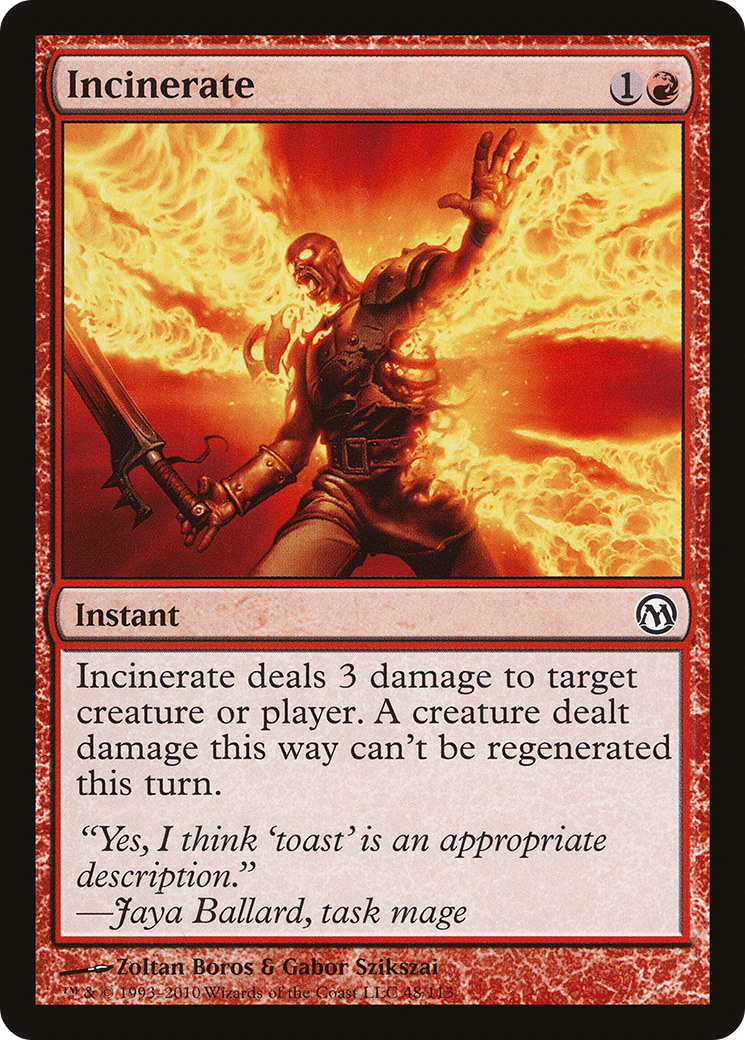 Incinerate 1
Instant
Incinerate deals 3 damage to target
creature or player. A creature dealt
damage this way can't be regenerated
this turn.
“Yes, I think ‘toast’ is an appropriate
description.”
—Jaya Ballard, task mage
Zoltan Boros & Gabor Szikszai
™ & © 1993–2010 Wizards of the Coast LLC 48/113